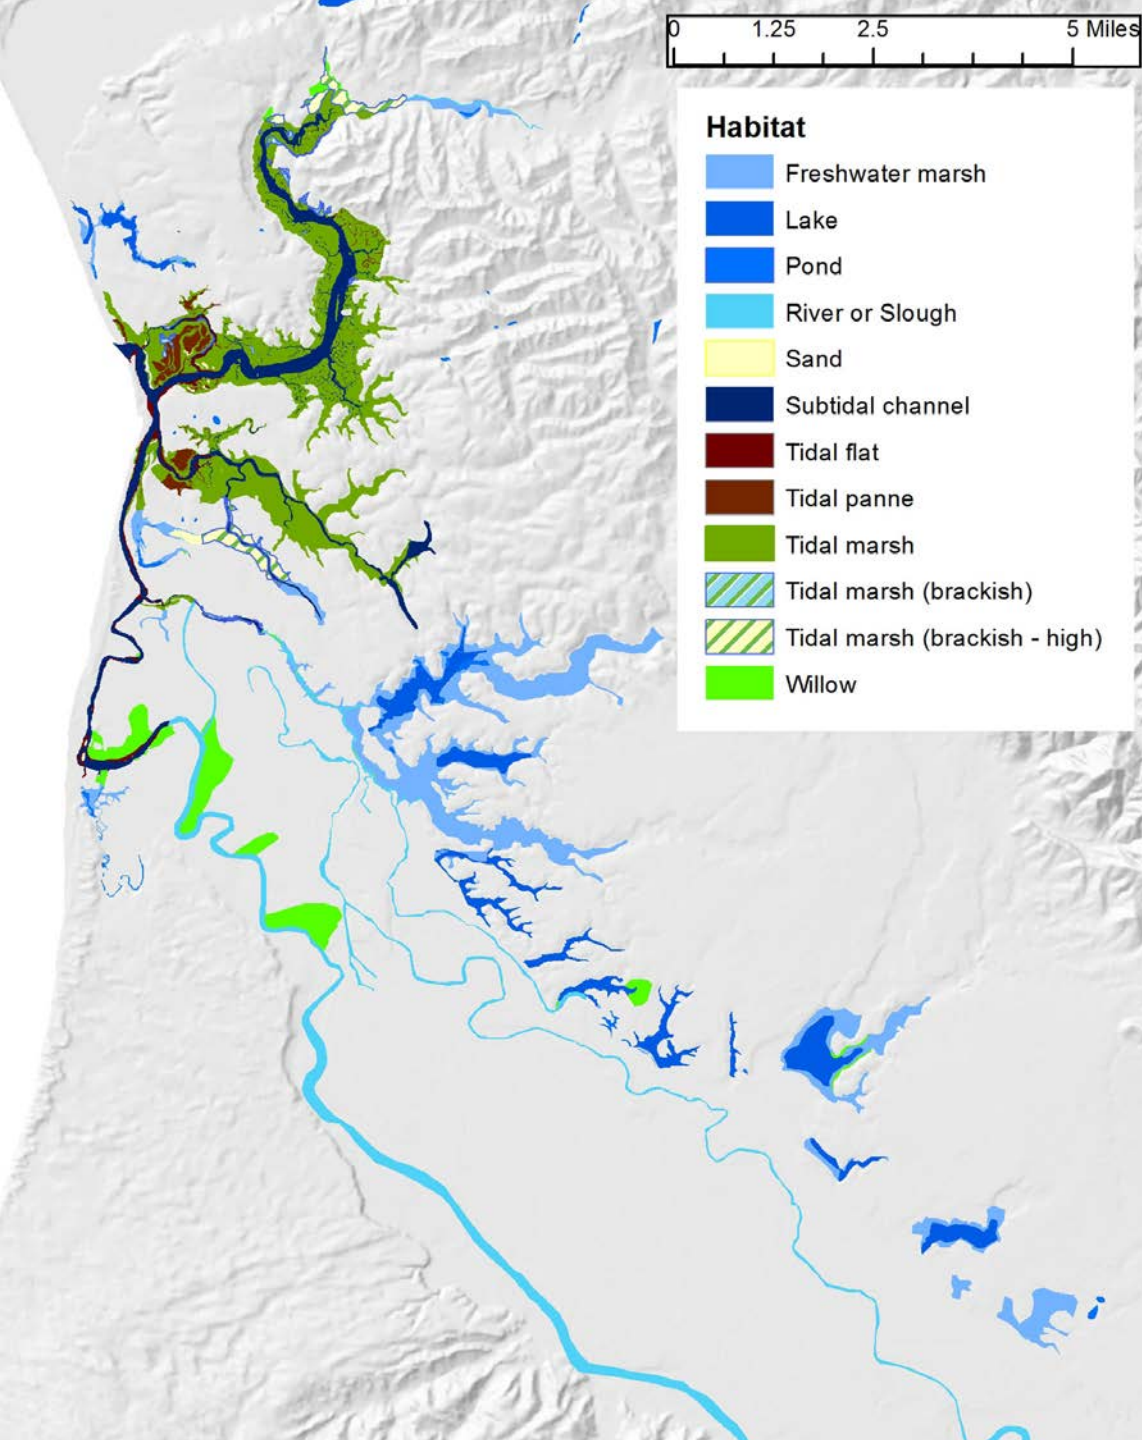 0 1.25 2.5 5 Miles
Habitat
Freshwater marsh
Lake
Pond
River or Slough
Sand
Subtidal channel
Tidal flat
Tidal panne
Tidal marsh
Tidal marsh (brackish)
Tidal marsh (brackish - high)
Willow